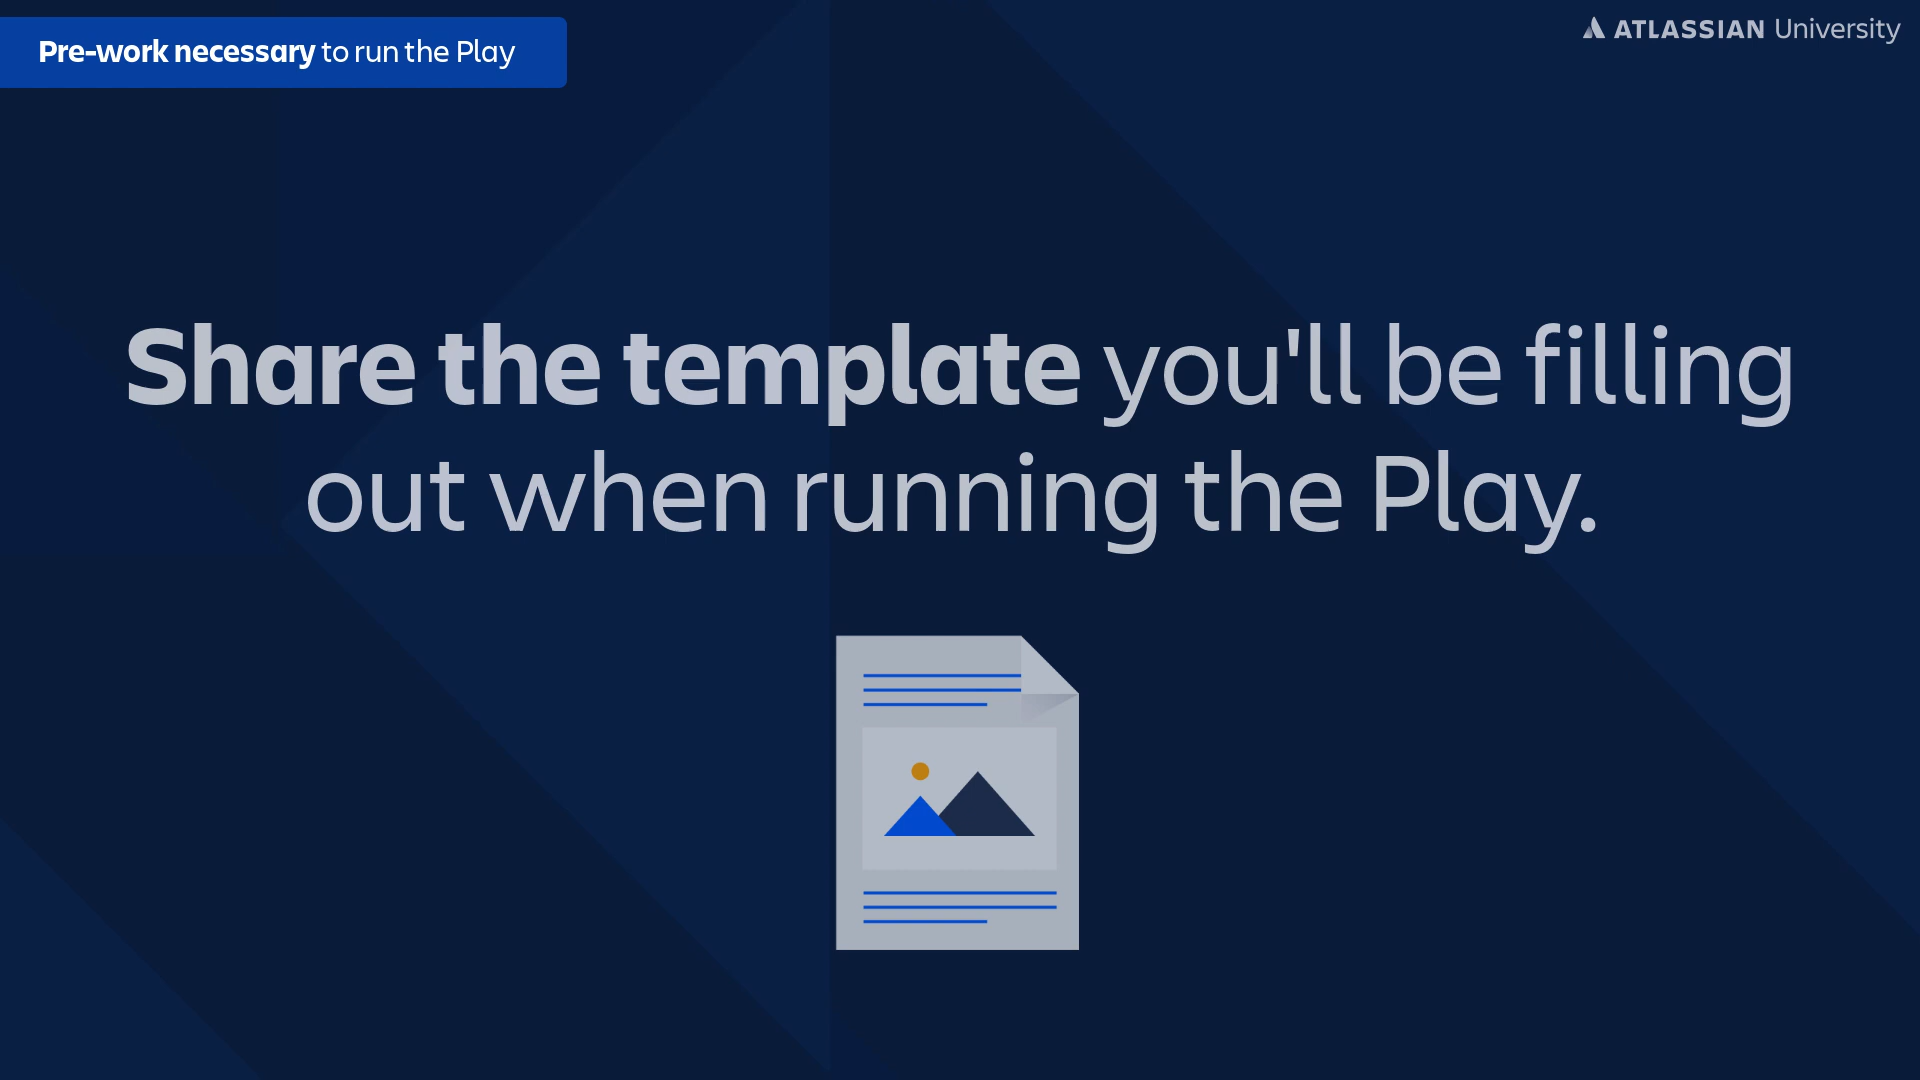 Pre-work necessary to run the Play
ATLASSIAN University
Share the template you'll be filling
out when running the Play.